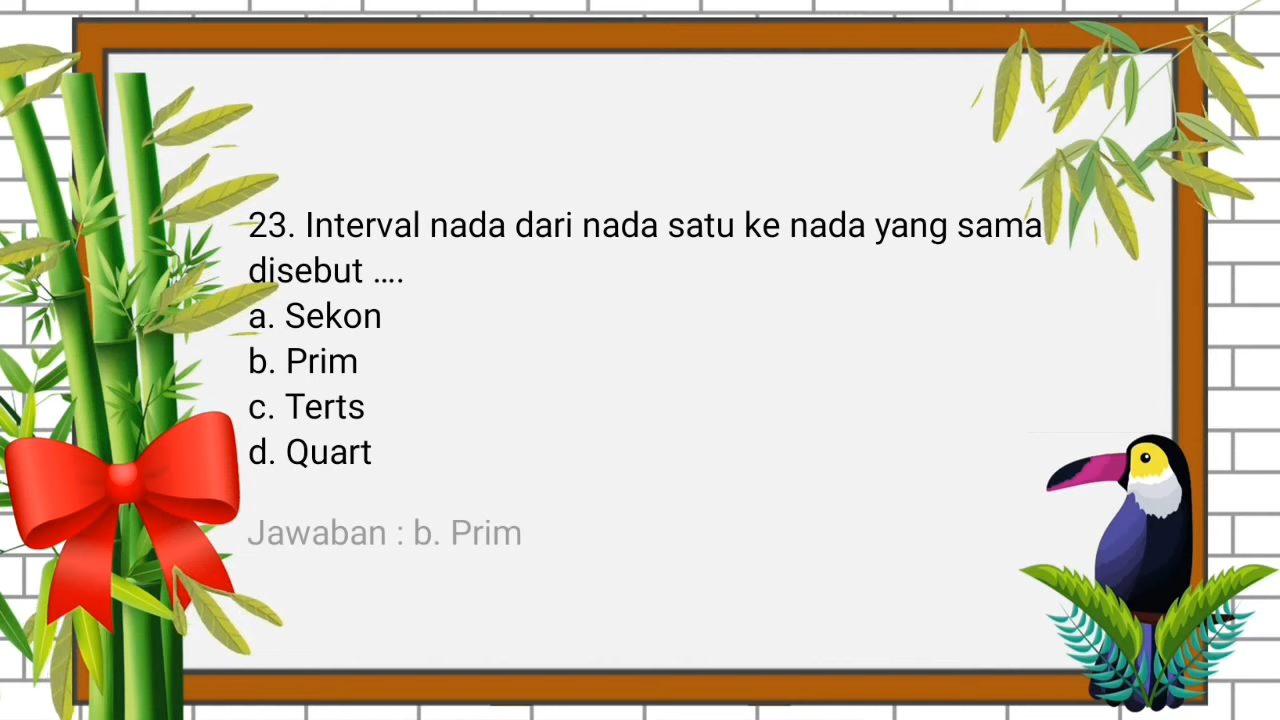 23. Interval nada dari nada satu ke nada yang sama
disebut ....
a. Sekon
b. Prim
c. Terts
d. Quart
Jawaban : b. Prim